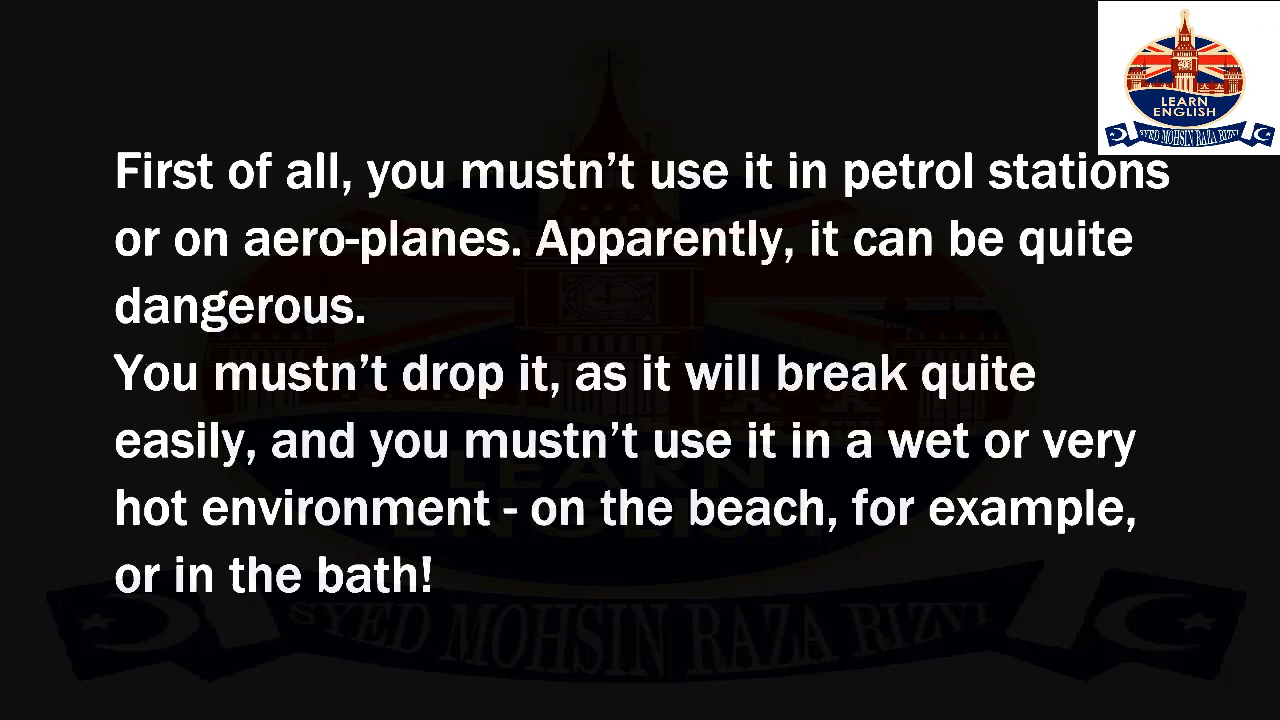 LEARN
ENGLISH
SYED MOHSIN RAZA RIZVI
First of all, you mustn’t use it in petrol stations
or on aero-planes. Apparently, it can be quite
dangerous.
You mustn’t drop it, as it will break quite
easily, and you mustn’t use it in a wet or very
hot environment - on the beach, for example,
or in the bath!
LEARN
ENGLISH
SYED MOHSIN RAZA RIZVI